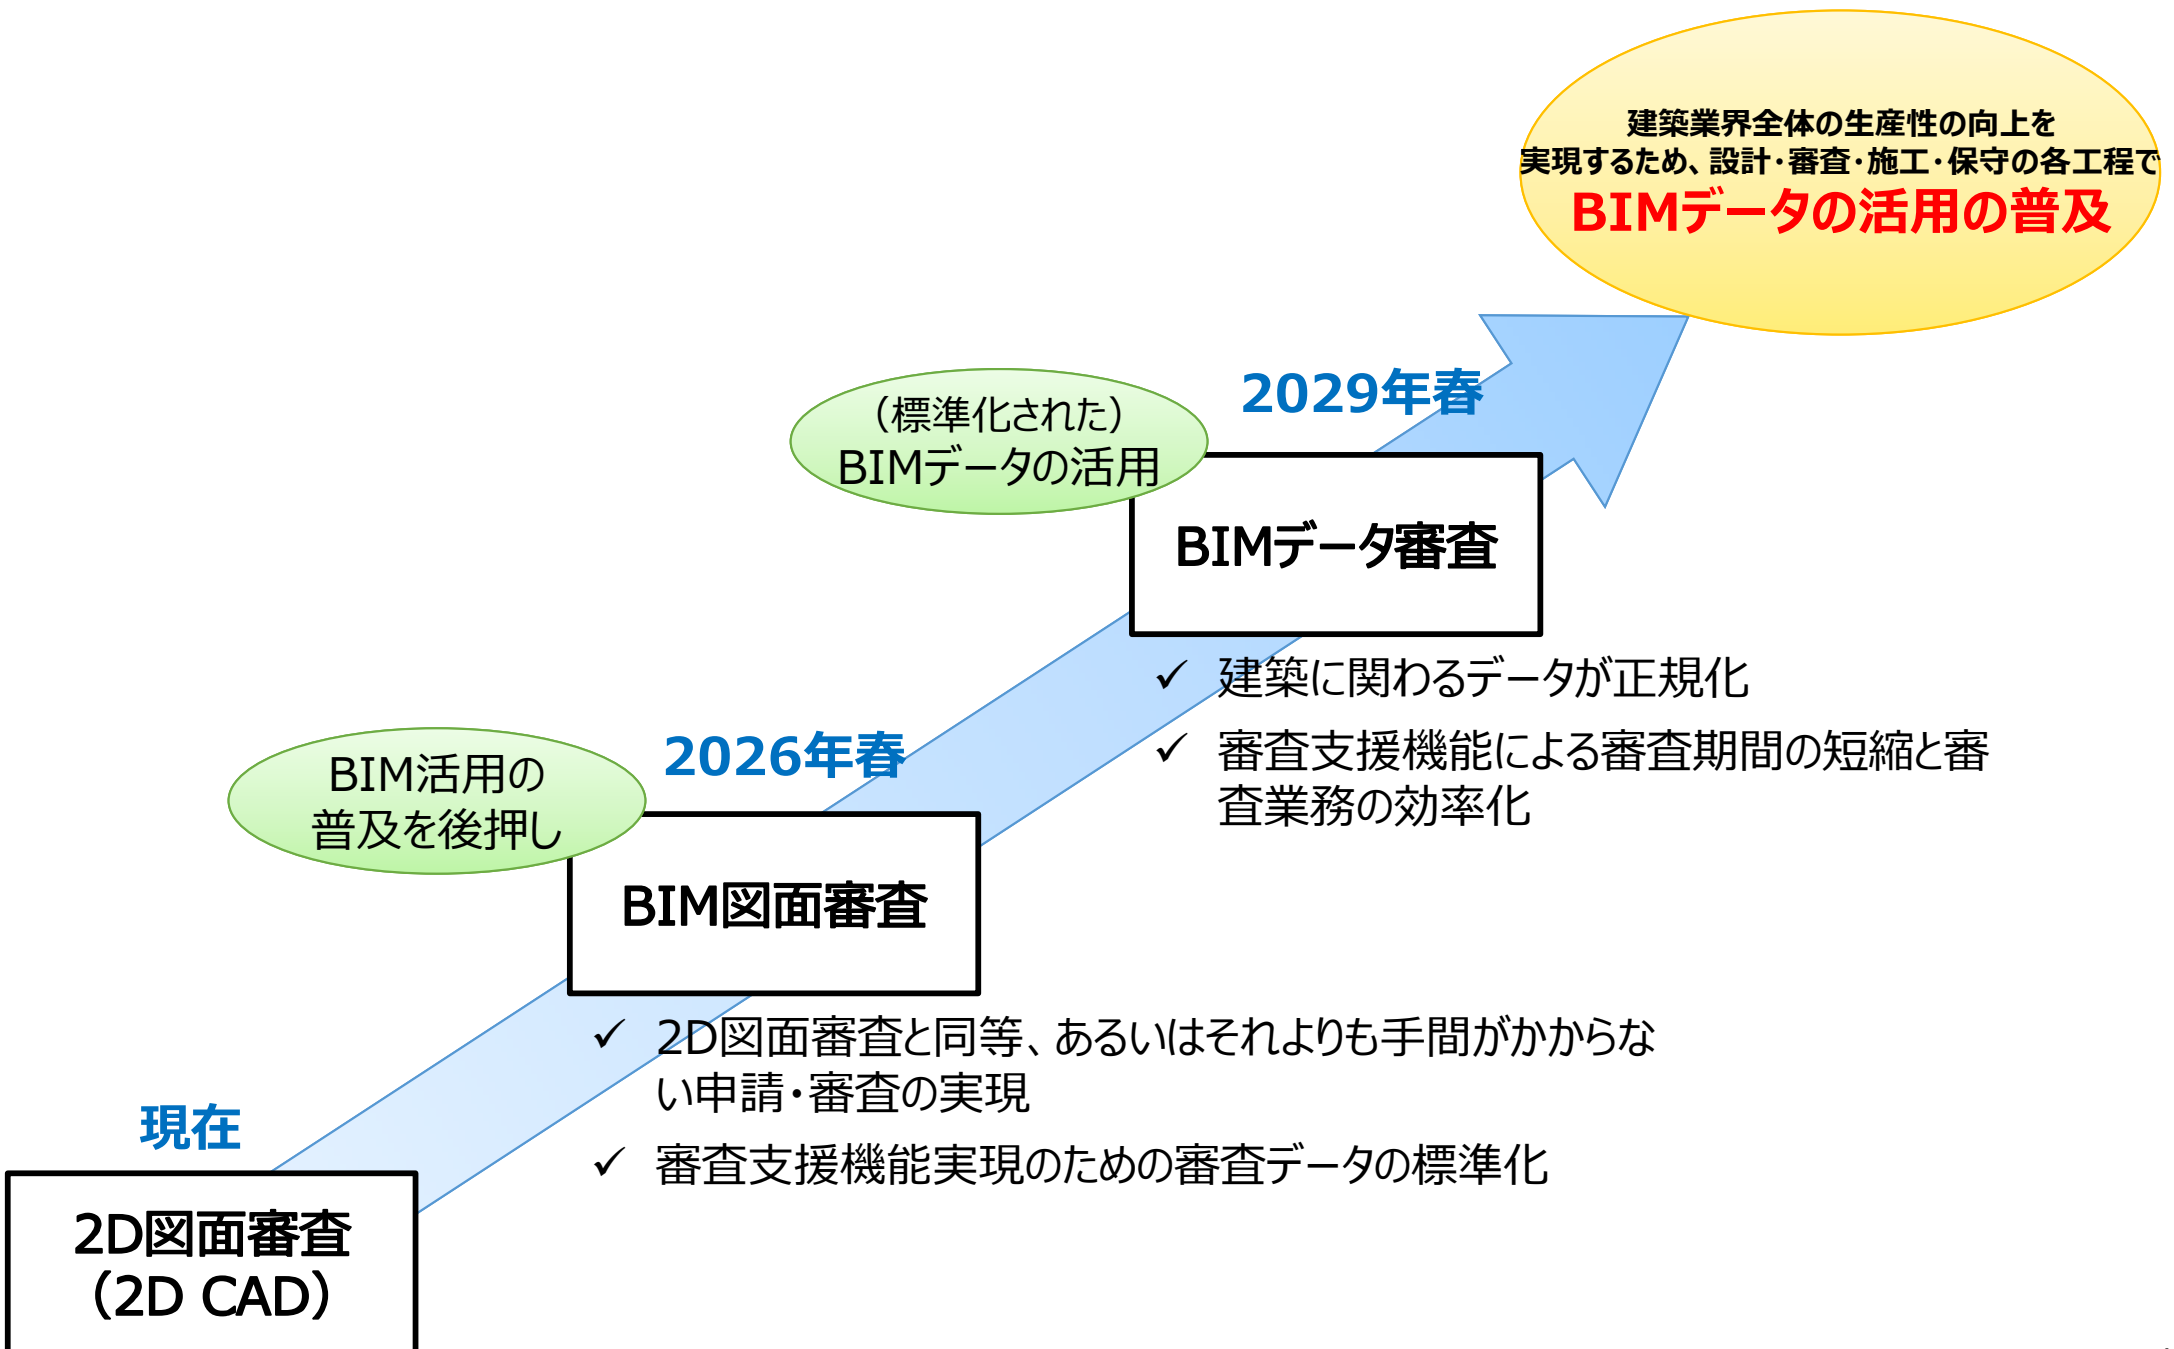 建築業界全体の生産性の向上を
実現するため、設計・審査・施工・保守の各工程で
BIMデータの活用の普及
2029年春
（標準化された）
BIMデータの活用
BIMデータ審査
✓ 建築に関わるデータが正規化
✓ 審査支援機能による審査期間の短縮と審
査業務の効率化
2026年春
BIM活用の
普及を後押し
BIM図面審査
✓ 2D図面審査と同等、あるいはそれよりも手間がかからな
い申請・審査の実現
✓ 審査支援機能実現のための審査データの標準化
現在
2D図面審査
（2D CAD）